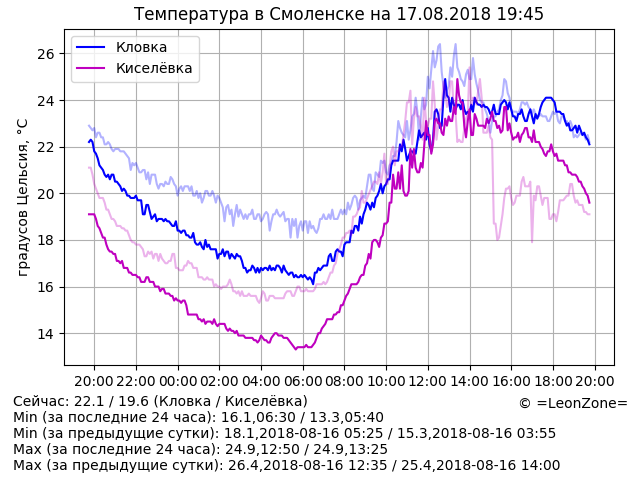 Температура в Смоленске на 17.08.2018 19:45
Кловка
Киселёвка
градусов Цельсия, °C
26
24
22
20
18
16
14
20:00 22:00 00:00 02:00 04:00 06:00 08:00 10:00 12:00 14:00 16:00 18:00 20:00
© =LeonZone=
Сейчас: 22.1 / 19.6 (Кловка / Киселёвка)
Min (за последние 24 часа): 16.1,06:30 / 13.3,05:40
Min (за предыдущие сутки): 18.1,2018-08-16 05:25 / 15.3,2018-08-16 03:55
Max (за последние 24 часа): 24.9,12:50 / 24.9,13:25
Max (за предыдущие сутки): 26.4,2018-08-16 12:35 / 25.4,2018-08-16 14:00